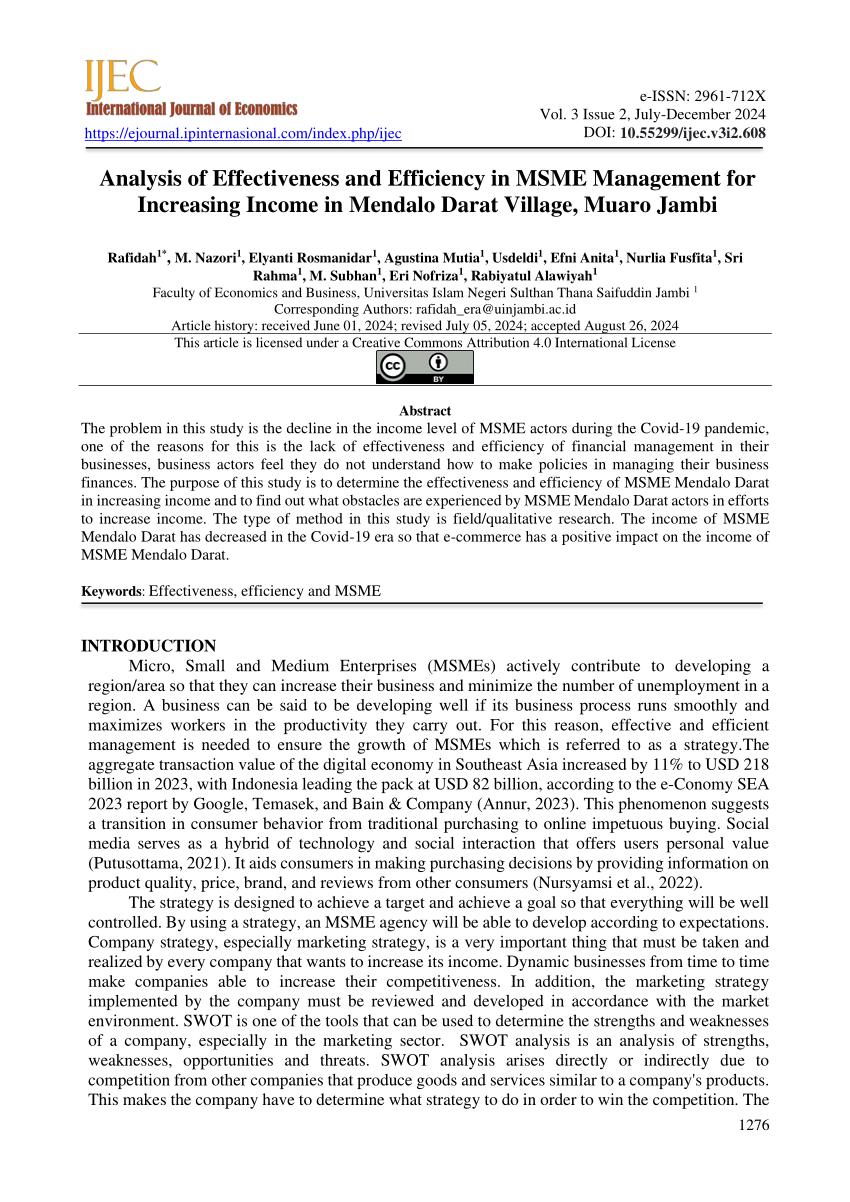 IJEC
International Journal of Economics
https://ejournal.ipinternasional.com/index.php/ijec
e-ISSN: 2961-712X
Vol. 3 Issue 2, July-December 2024
DOI: 10.55299/ijec.v3i2.608
Analysis of Effectiveness and Efficiency in MSME Management for
Increasing Income in Mendalo Darat Village, Muaro Jambi
Rafidah1*, M. Nazori1, Elyanti Rosmanidar1, Agustina Mutia1, Usdeldi1, Efni Anita1, Nurlia Fusfita1, Sri
Rahma1, M. Subhan1, Eri Nofriza1, Rabiyatul Alawiyah1
Faculty of Economics and Business, Universitas Islam Negeri Sulthan Thana Saifuddin Jambi 1
Corresponding Authors: rafidah_era@uinjambi.ac.id
Article history: received June 01, 2024; revised July 05, 2024; accepted August 26, 2024
This article is licensed under a Creative Commons Attribution 4.0 International License
cc BY
Abstract
The problem in this study is the decline in the income level of MSME actors during the Covid-19 pandemic,
one of the reasons for this is the lack of effectiveness and efficiency of financial management in their
businesses, business actors feel they do not understand how to make policies in managing their business
finances. The purpose of this study is to determine the effectiveness and efficiency of MSME Mendalo Darat
in increasing income and to find out what obstacles are experienced by MSME Mendalo Darat actors in efforts
to increase income. The type of method in this study is field/qualitative research. The income of MSME
Mendalo Darat has decreased in the Covid-19 era so that e-commerce has a positive impact on the income of
MSME Mendalo Darat.
Keywords: Effectiveness, efficiency and MSME
INTRODUCTION
Micro, Small and Medium Enterprises (MSMEs) actively contribute to developing a
region/area so that they can increase their business and minimize the number of unemployment in a
region. A business can be said to be developing well if its business process runs smoothly and
maximizes workers in the productivity they carry out. For this reason, effective and efficient
management is needed to ensure the growth of MSMEs which is referred to as a strategy.The
aggregate transaction value of the digital economy in Southeast Asia increased by 11% to USD 218
billion in 2023, with Indonesia leading the pack at USD 82 billion, according to the e-Conomy SEA
2023 report by Google, Temasek, and Bain & Company (Annur, 2023). This phenomenon suggests
a transition in consumer behavior from traditional purchasing to online impetuous buying. Social
media serves as a hybrid of technology and social interaction that offers users personal value
(Putusottama, 2021). It aids consumers in making purchasing decisions by providing information on
product quality, price, brand, and reviews from other consumers (Nursyamsi et al., 2022).
The strategy is designed to achieve a target and achieve a goal so that everything will be well
controlled. By using a strategy, an MSME agency will be able to develop according to expectations.
Company strategy, especially marketing strategy, is a very important thing that must be taken and
realized by every company that wants to increase its income. Dynamic businesses from time to time
make companies able to increase their competitiveness. In addition, the marketing strategy
implemented by the company must be reviewed and developed in accordance with the market
environment. SWOT is one of the tools that can be used to determine the strengths and weaknesses
of a company, especially in the marketing sector.  SWOT analysis is an analysis of strengths,
weaknesses, opportunities and threats. SWOT analysis arises directly or indirectly due to
competition from other companies that produce goods and services similar to a company's products.
This makes the company have to determine what strategy to do in order to win the competition. The
1276